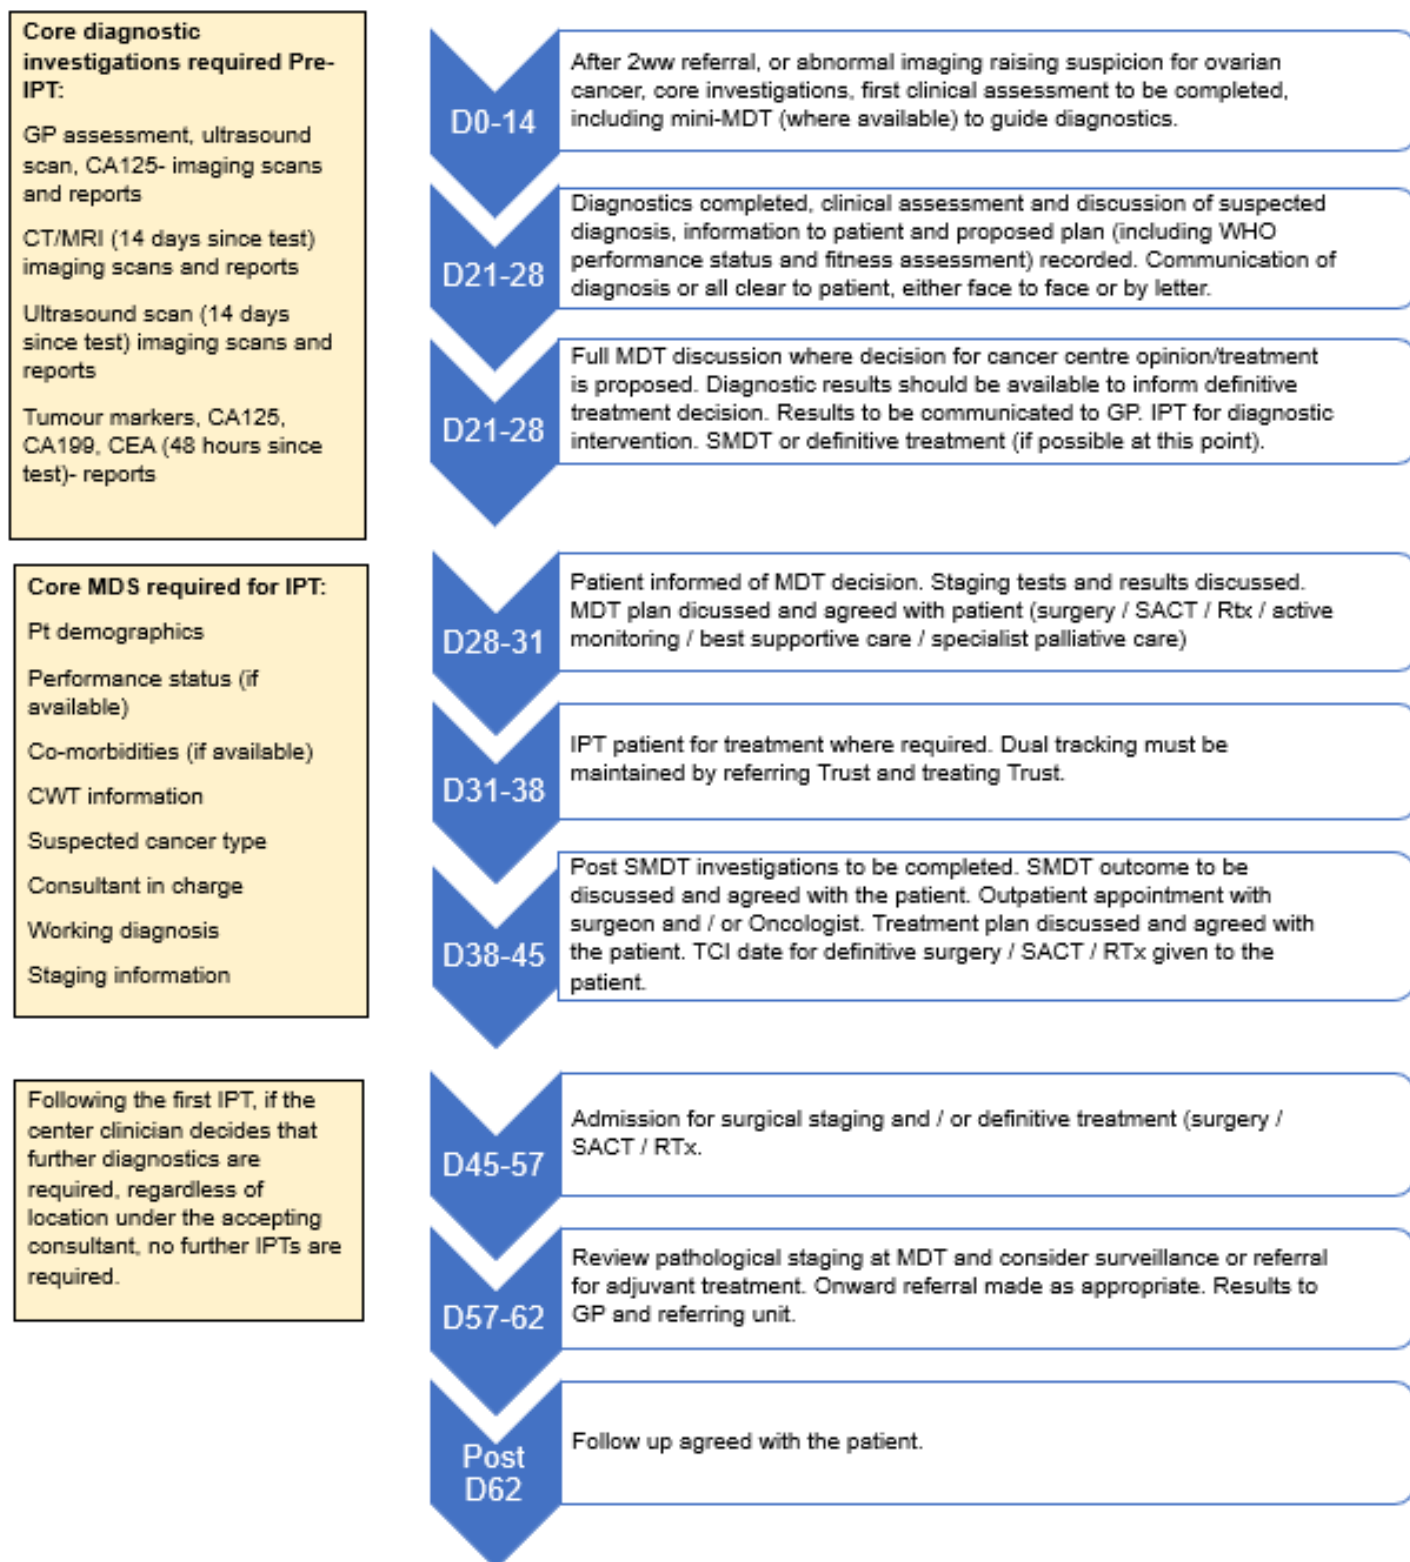 Core diagnostic
investigations required Pre-
IPT:
GP assessment, ultrasound
scan, CA125- imaging scans
and reports
CT/MRI (14 days since test)
imaging scans and reports
Ultrasound scan (14 days
since test) imaging scans and
reports
Tumour markers, CA125,
CA199, CEA (48 hours since
test)- reports
Core MDS required for IPT:
Pt demographics
Performance status (if
available)
Co-morbidities (if available)
CWT information
Suspected cancer type
Consultant in charge
Working diagnosis
Staging information
Following the first IPT, if the
center clinician decides that
further diagnostics are
required, regardless of
location under the accepting
consultant, no further IPTs are
required.
D0-14
After 2ww referral, or abnormal imaging raising suspicion for ovarian
cancer, core investigations, first clinical assessment to be completed,
including mini-MDT (where available) to guide diagnostics.
D21-28
Diagnostics completed, clinical assessment and discussion of suspected
diagnosis, information to patient and proposed plan (including WHO
performance status and fitness assessment) recorded. Communication of
diagnosis or all clear to patient, either face to face or by letter.
D21-28
Full MDT discussion where decision for cancer centre opinion/treatment
is proposed. Diagnostic results should be available to inform definitive
treatment decision. Results to be communicated to GP. IPT for diagnostic
intervention. SMDT or definitive treatment (if possible at this point).
D28-31
Patient informed of MDT decision. Staging tests and results discussed.
MDT plan dicussed and agreed with patient (surgery / SACT / Rtx / active
monitoring / best supportive care / specialist palliative care)
D31-38
IPT patient for treatment where required. Dual tracking must be
maintained by referring Trust and treating Trust.
D38-45
Post SMDT investigations to be completed. SMDT outcome to be
discussed and agreed with the patient. Outpatient appointment with
surgeon and / or Oncologist. Treatment plan discussed and agreed with
the patient. TCI date for definitive surgery / SACT / RTx given to the
patient.
D45-57
Admission for surgical staging and / or definitive treatment (surgery /
SACT / RTx.
D57-62
Review pathological staging at MDT and consider surveillance or referral
for adjuvant treatment. Onward referral made as appropriate. Results to
GP and referring unit.
Post
D62
Follow up agreed with the patient.